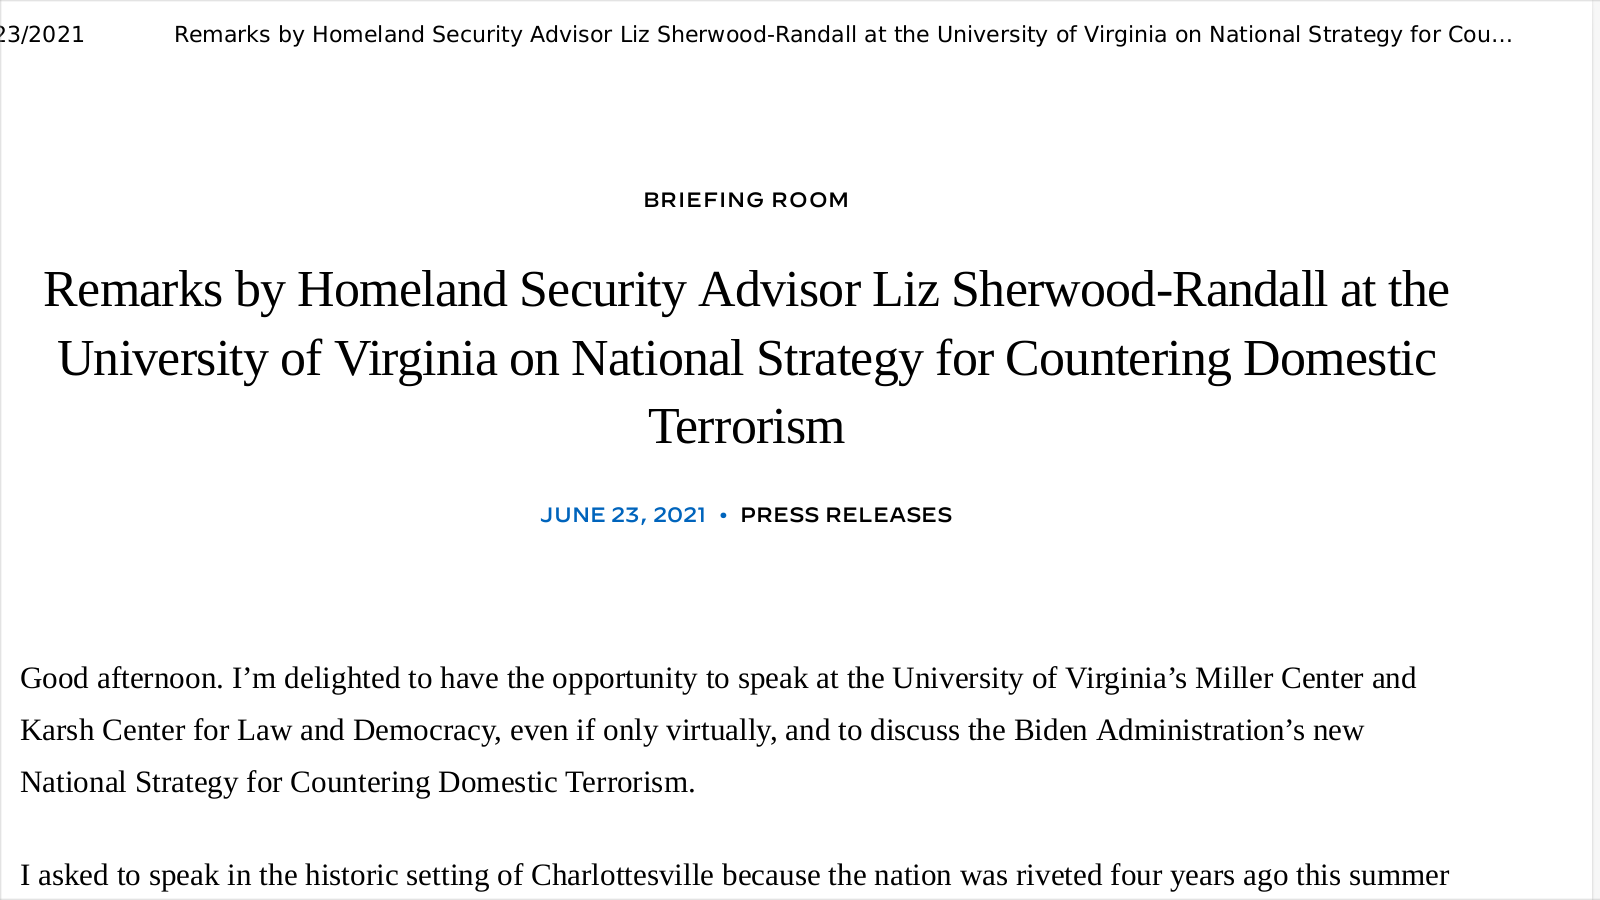 23/2021 Remarks by Homeland Security Advisor Liz Sherwood-Randall at the University of Virginia on National Strategy for Cou…
BRIEFING ROOM
Remarks by Homeland Security Advisor Liz Sherwood-Randall at the
University of Virginia on National Strategy for Countering Domestic
Terrorism
JUNE 23, 2021 • PRESS RELEASES
Good afternoon. I’m delighted to have the opportunity to speak at the University of Virginia’s Miller Center and
Karsh Center for Law and Democracy, even if only virtually, and to discuss the Biden Administration’s new
National Strategy for Countering Domestic Terrorism.
I asked to speak in the historic setting of Charlottesville because the nation was riveted four years ago this summer